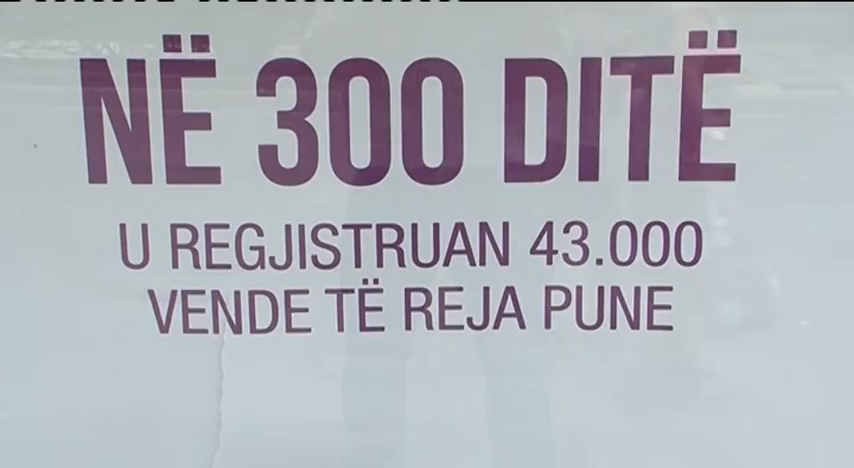 NË 300 DITË
U REGJISTRUAN 43.000
VENDE TË REJA PUNE